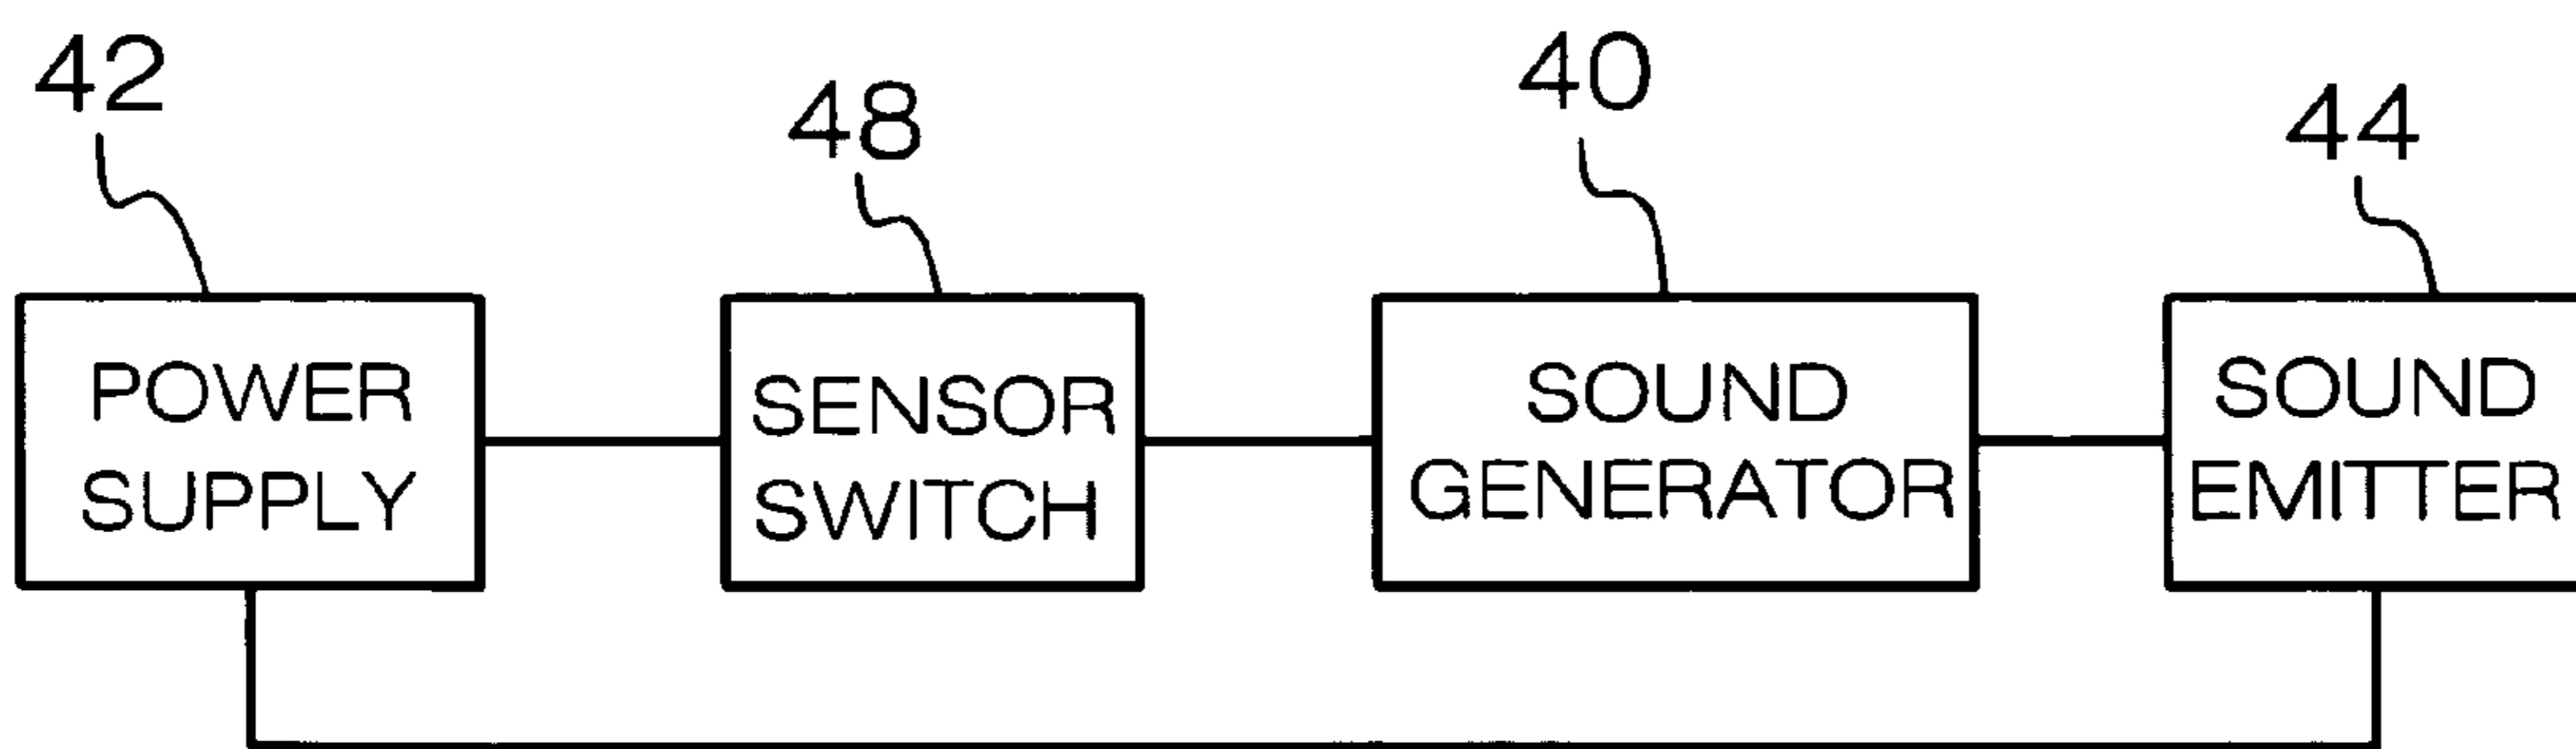 42
48
40
44
POWER
SUPPLY
SENSOR
SWITCH
SOUND
GENERATOR
SOUND
EMITTER